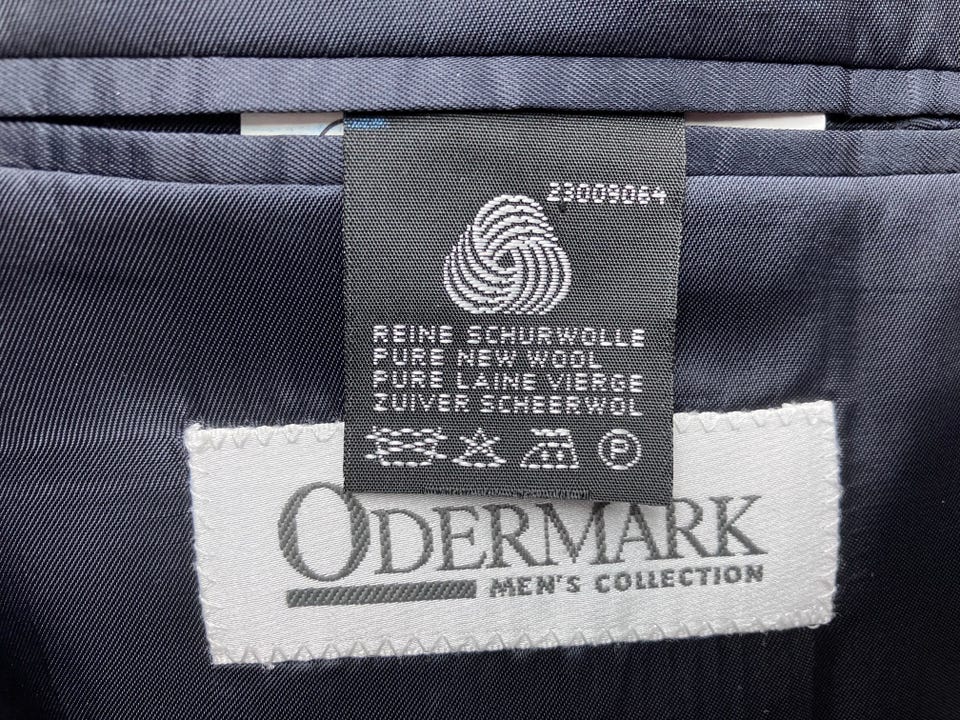 23009064
REINE SCHURWOLLE
PURE NEW WOOL
PURE LAINE VIERGE
ZUIVER SCHEERWOL
P
ODERMARK
MEN'S COLLECTION